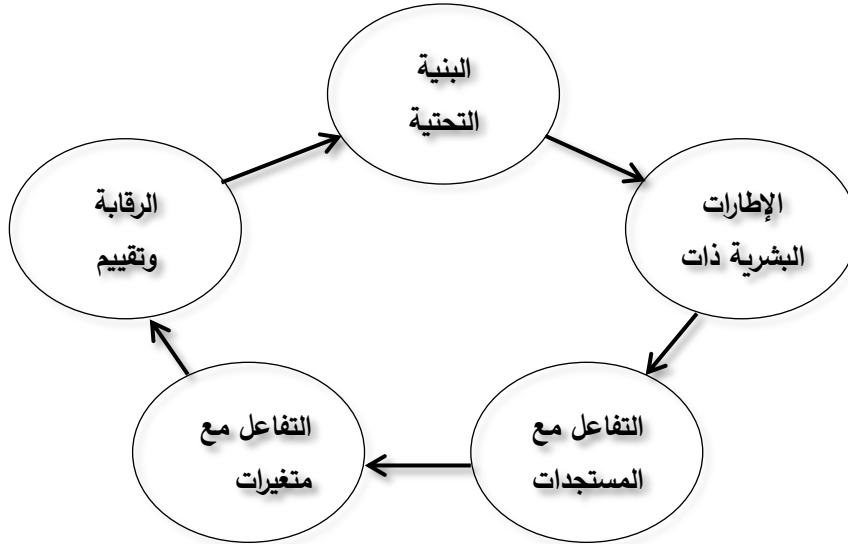 البنية
التحتية
الإطارات
البشرية ذات
التفاعل مع
المستجدات
التفاعل مع
متغيرات
الرقابة
وتقييم